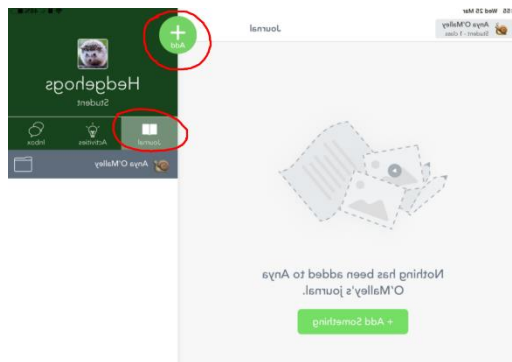 :55 Wed 25 Mar
Anya O'Malley
Student - 1 class
Journal
Add
Hedgehogs
Student
Journal
Activities
Inbox
Anya O'Malley
Nothing has been added to Anya
O'Malley's journal.
+ Add Something